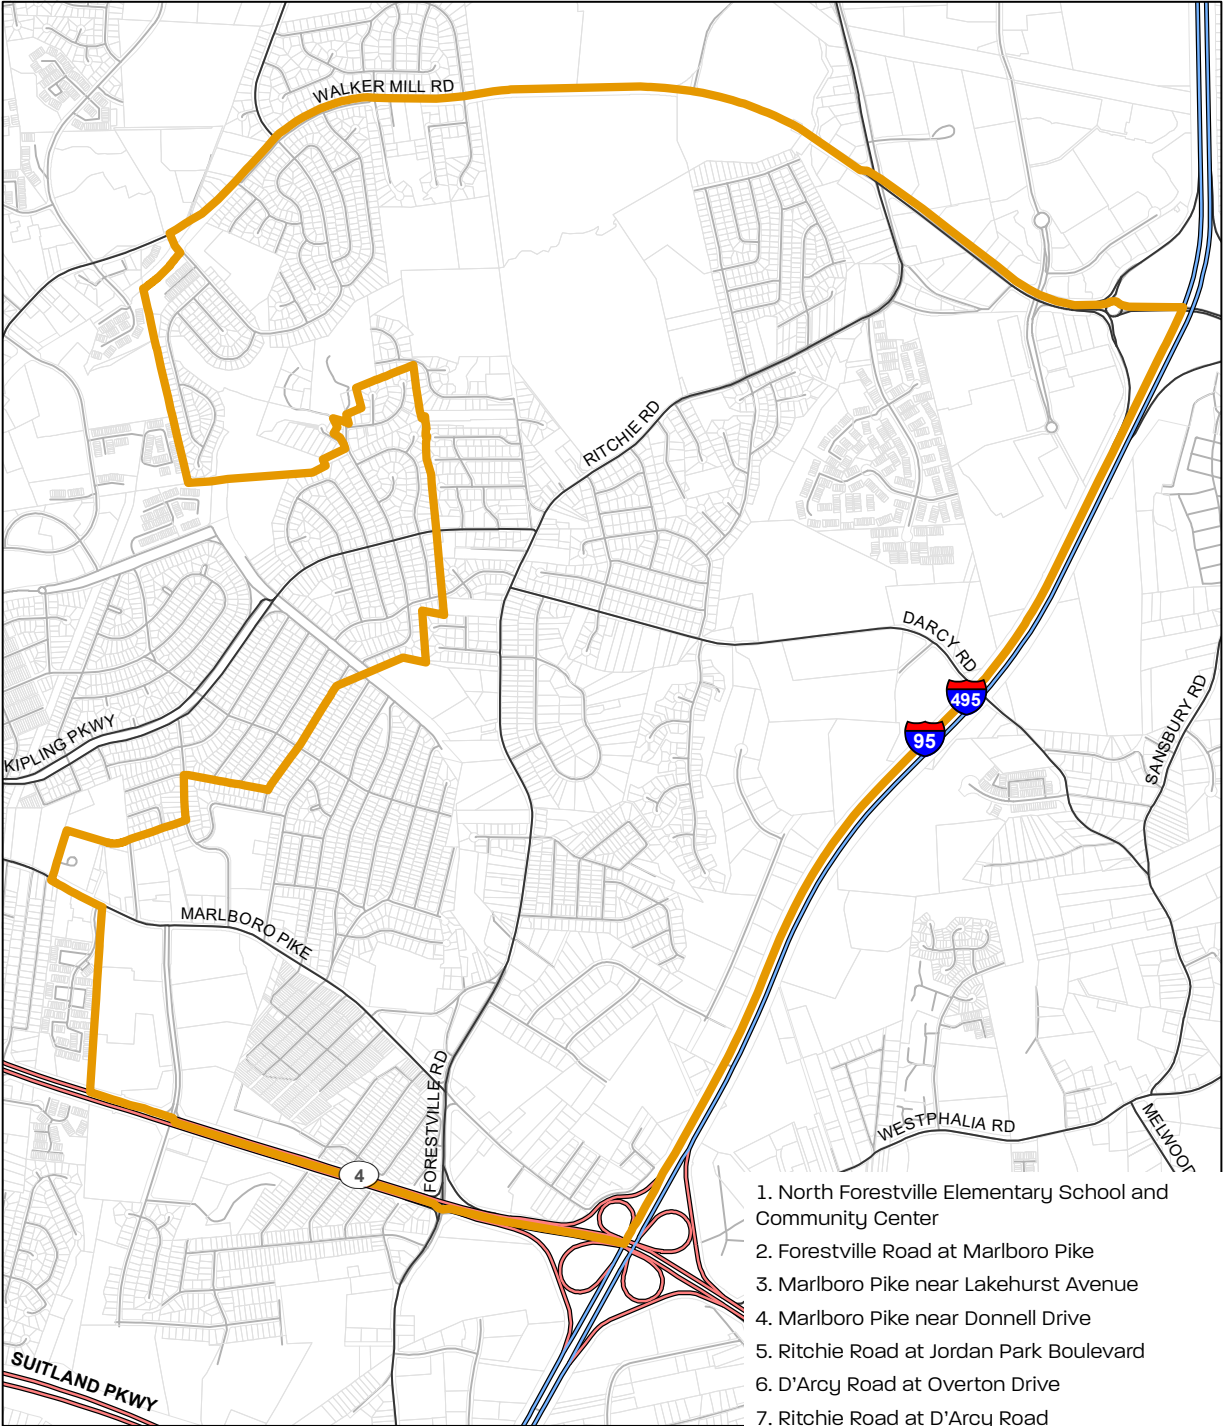 WALKER MILL RD
RITCHIE RD
DARCY RD
495
95
SANSBURY RD
KIPLING PKWY
MARLBORO PIKE
FORESTVILLE RD
4
WESTPHALIA RD
MELWOOD
SUITLAND PKWY
1. North Forestville Elementary School and
Community Center
2. Forestville Road at Marlboro Pike
3. Marlboro Pike near Lakehurst Avenue
4. Marlboro Pike near Donnell Drive
5. Ritchie Road at Jordan Park Boulevard
6. D'Arcy Road at Overton Drive
7. Ritchie Road at D'Arcy Road